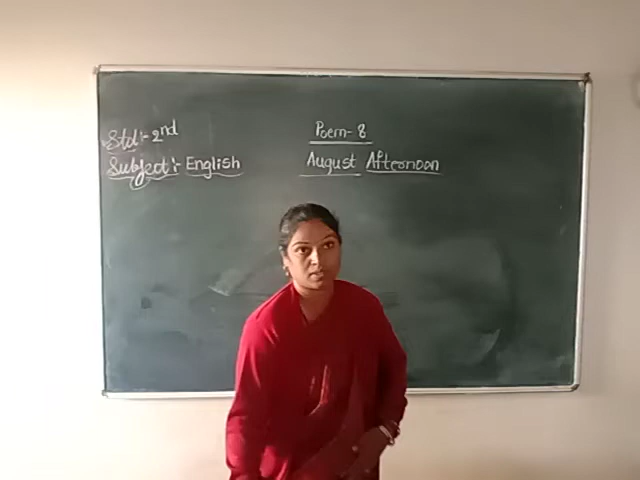 Std:- 2nd
Subject:- English
Poem- 8
August Afternoon